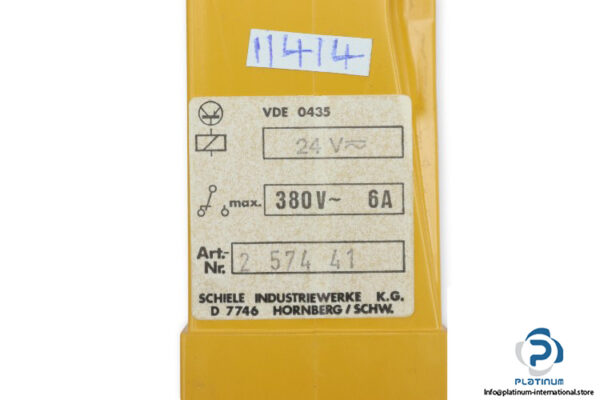 11414
VDE 0435
24 V≂
max. 380V~ 6A
Art.-
Nr. 2 574 41
SCHIELE INDUSTRIEWERKE K.G.
D 7746 HORNBERG/SCHW.
PLATINUM
Info@platinum-international.store